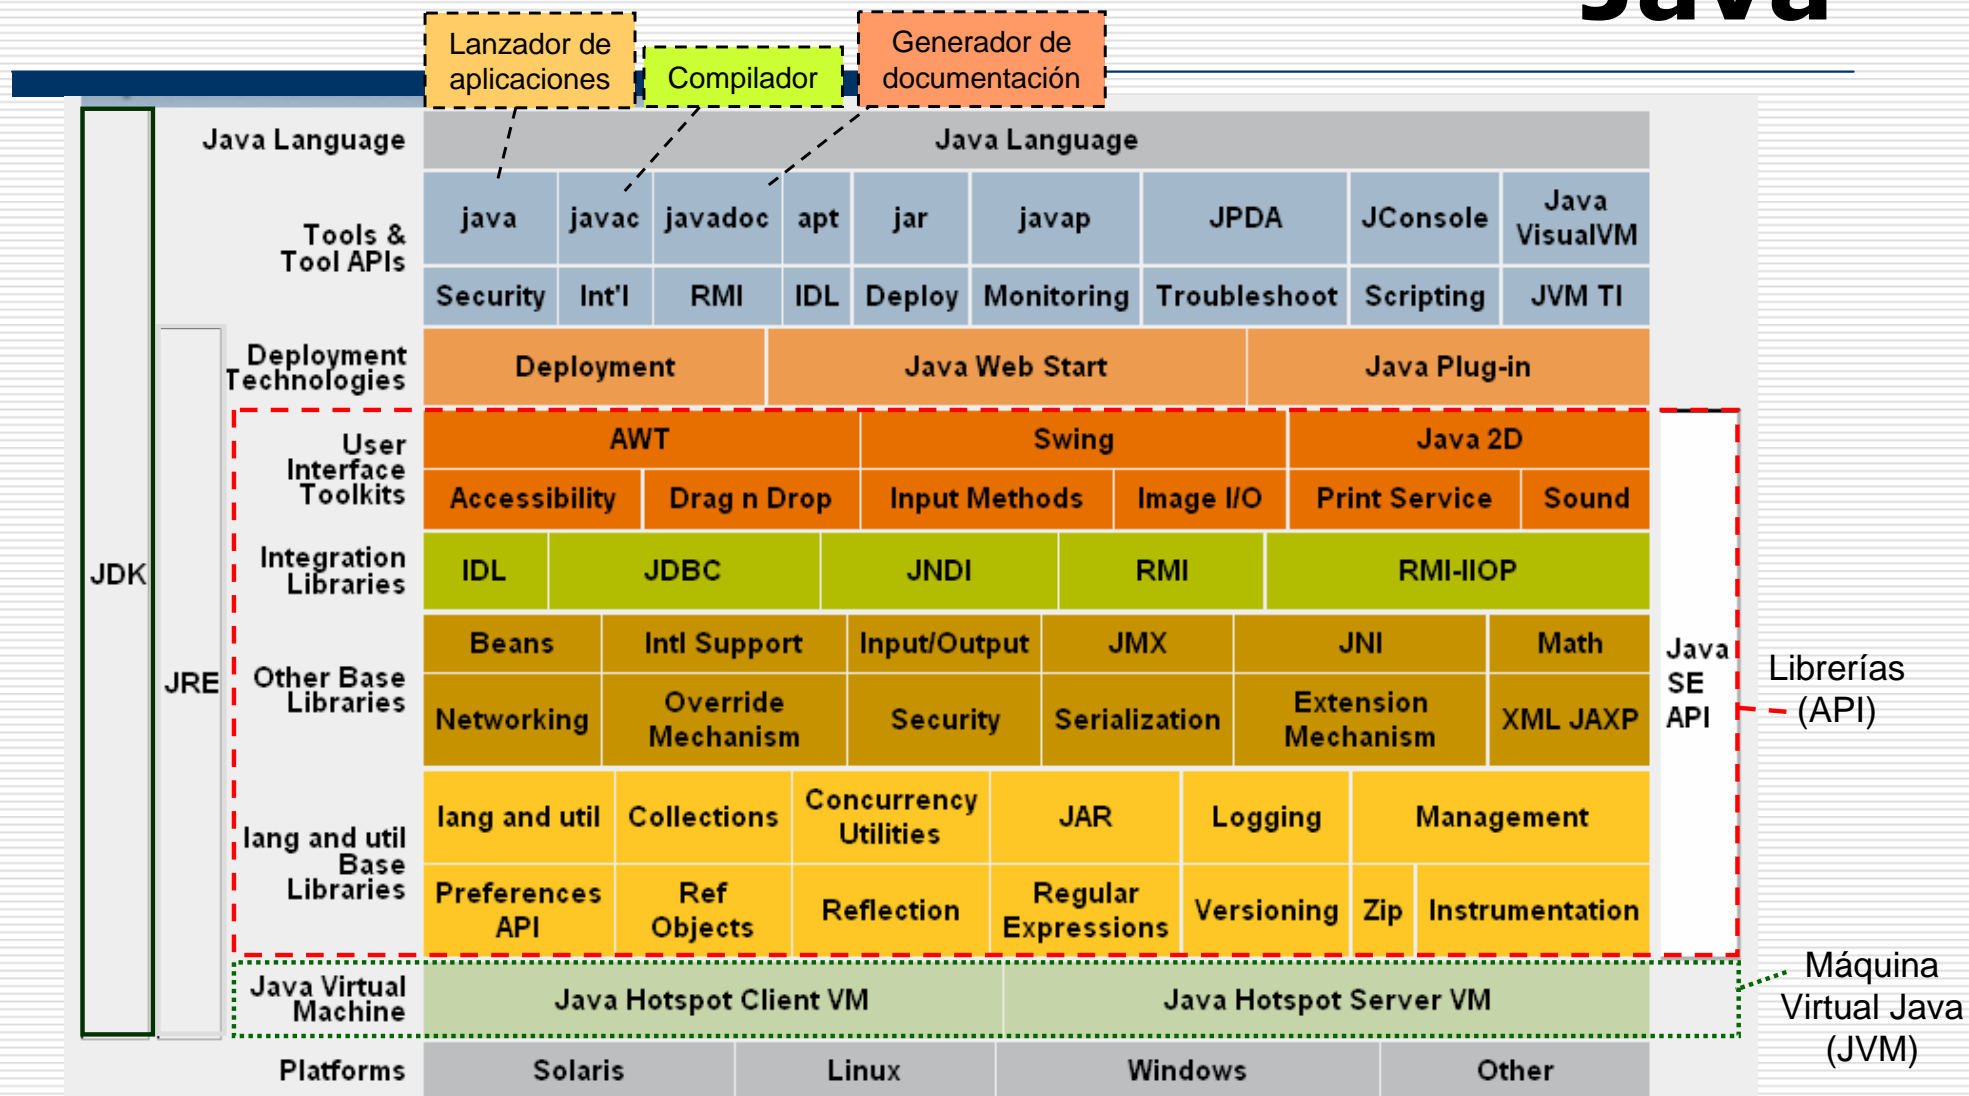 Java
Lanzador de
aplicaciones
Compilador
Generador de
documentación
Java Language
Java Language
Tools &
Tool APIs
java
javac
javadoc
apt
jar
javap
JPDA
JConsole
Java
VisualVM
Security
Int'l
RMI
IDL
Deploy
Monitoring
Troubleshoot
Scripting
JVM TI
Deployment
Technologies
Deployment
Java Web Start
Java Plug-in
User
Interface
Toolkits
AWT
Swing
Java 2D
Accessibility
Drag n Drop
Input Methods
Image I/O
Print Service
Sound
Integration
Libraries
IDL
JDBC
JNDI
RMI
RMI-IIOP
JDK
JRE
Other Base
Libraries
Beans
Intl Support
Input/Output
JMX
JNI
Math
Networking
Override
Mechanism
Security
Serialization
Extension
Mechanism
XML JAXP
Java
SE
API
Librerías
(API)
lang and util
Base
Libraries
lang and util
Collections
Concurrency
Utilities
JAR
Logging
Management
Preferences
API
Ref
Objects
Reflection
Regular
Expressions
Versioning
Zip
Instrumentation
Java Virtual
Machine
Java Hotspot Client VM
Java Hotspot Server VM
Máquina
Virtual Java
(JVM)
Platforms
Solaris
Linux
Windows
Other